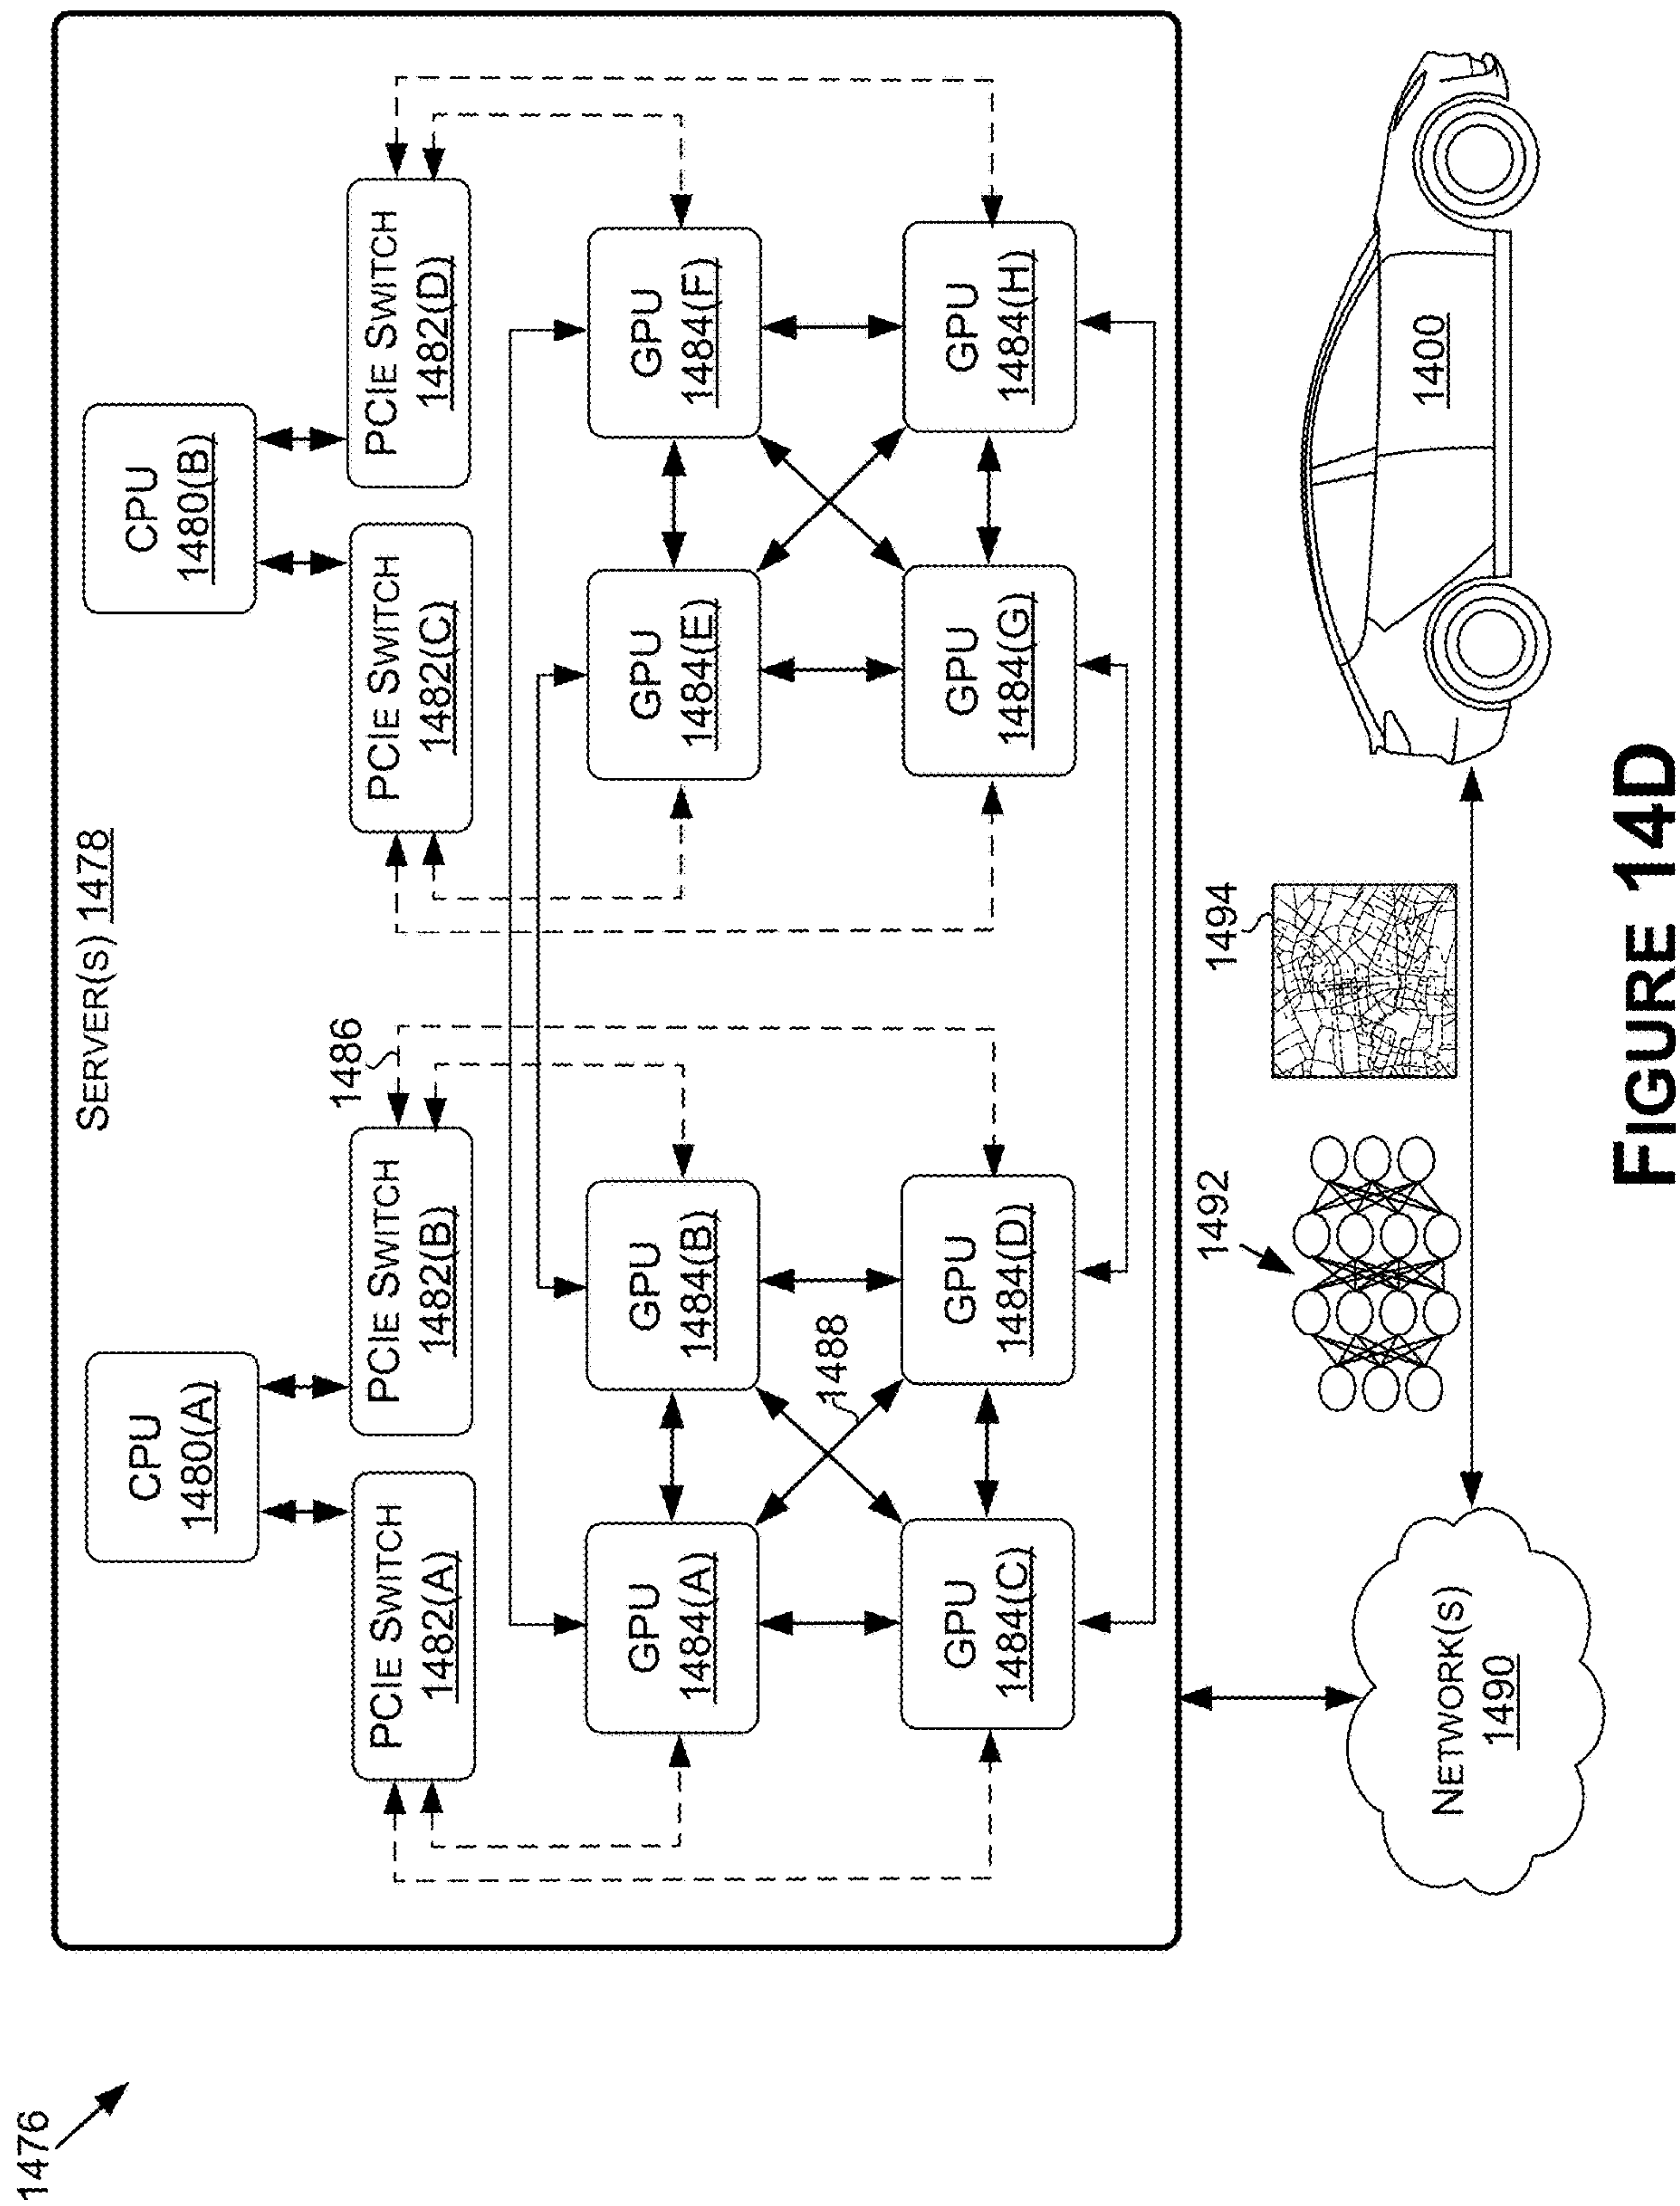 1476
SERVER(S) 1478
CPU
1480(A)
CPU
1480(B)
PCIE SWITCH
1482(A)
PCIE SWITCH
1482(B)
1486
PCIE SWITCH
1482(C)
PCIE SWITCH
1482(D)
GPU
1484(A)
GPU
1484(B)
GPU
1484(E)
GPU
1484(F)
1488
GPU
1484(C)
GPU
1484(D)
GPU
1484(G)
GPU
1484(H)
NETWORK(S)
1490
1492
1494
1400
FIGURE 14D